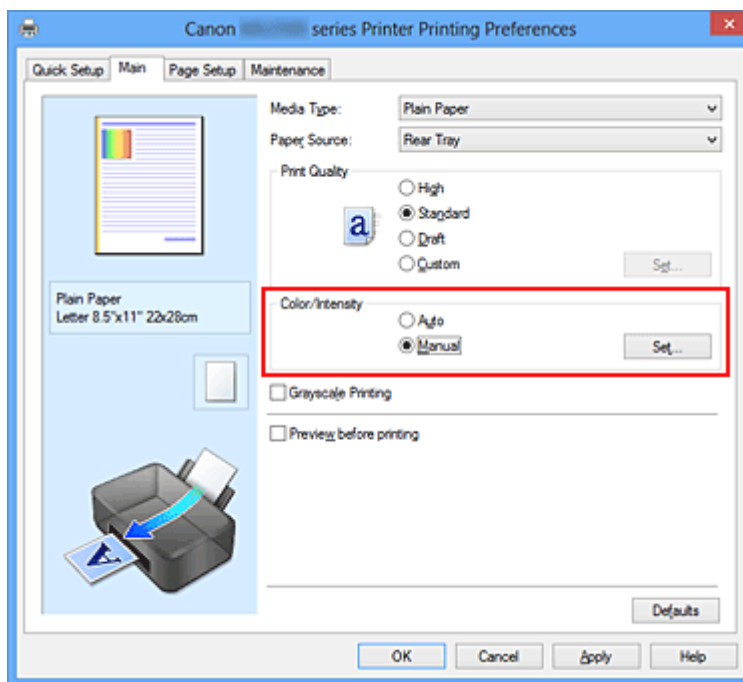 Canon series Printer Printing Preferences
Quick Setup Main Page Setup Maintenance
Media Type: Plain Paper
Paper Source: Rear Tray
Print Quality
High
a Standard
Draft
Custom Set...
Plain Paper
Letter 8.5"x11" 22x28cm
Color/Intensity
Auto
Manual Set...
Grayscale Printing
Preview before printing
A
Defaults
OK Cancel Apply Help